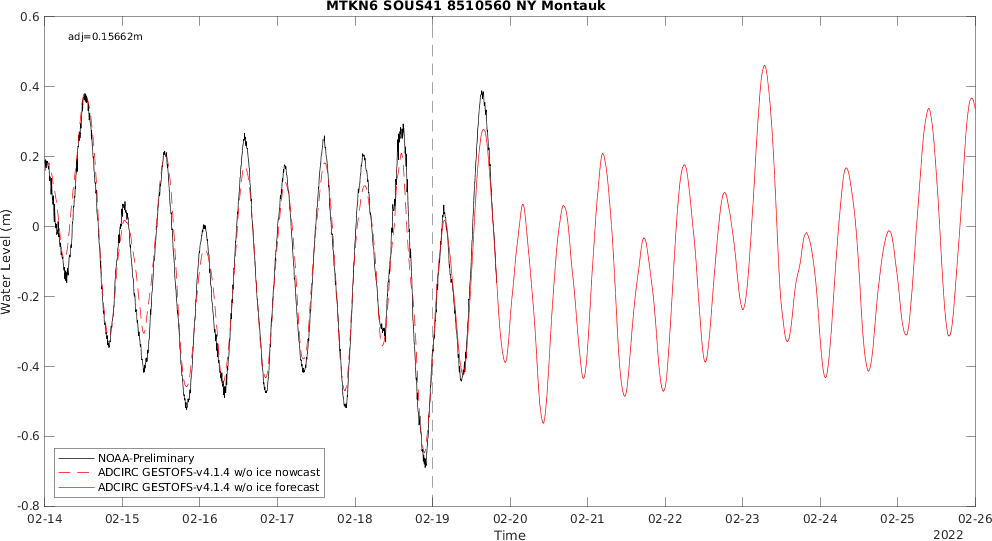 MTKN6 SOUS41 8510560 NY Montauk
adj=0.15662m
0.6
0.4
0.2
0
-0.2
-0.4
-0.6
-0.8
Water Level (m)
NOAA-Preliminary
ADCIRC GESTOFS-v4.1.4 w/o ice nowcast
ADCIRC GESTOFS-v4.1.4 w/o ice forecast
02-14 02-15 02-16 02-17 02-18 02-19 02-20 02-21 02-22 02-23 02-24 02-25 02-26
Time
2022